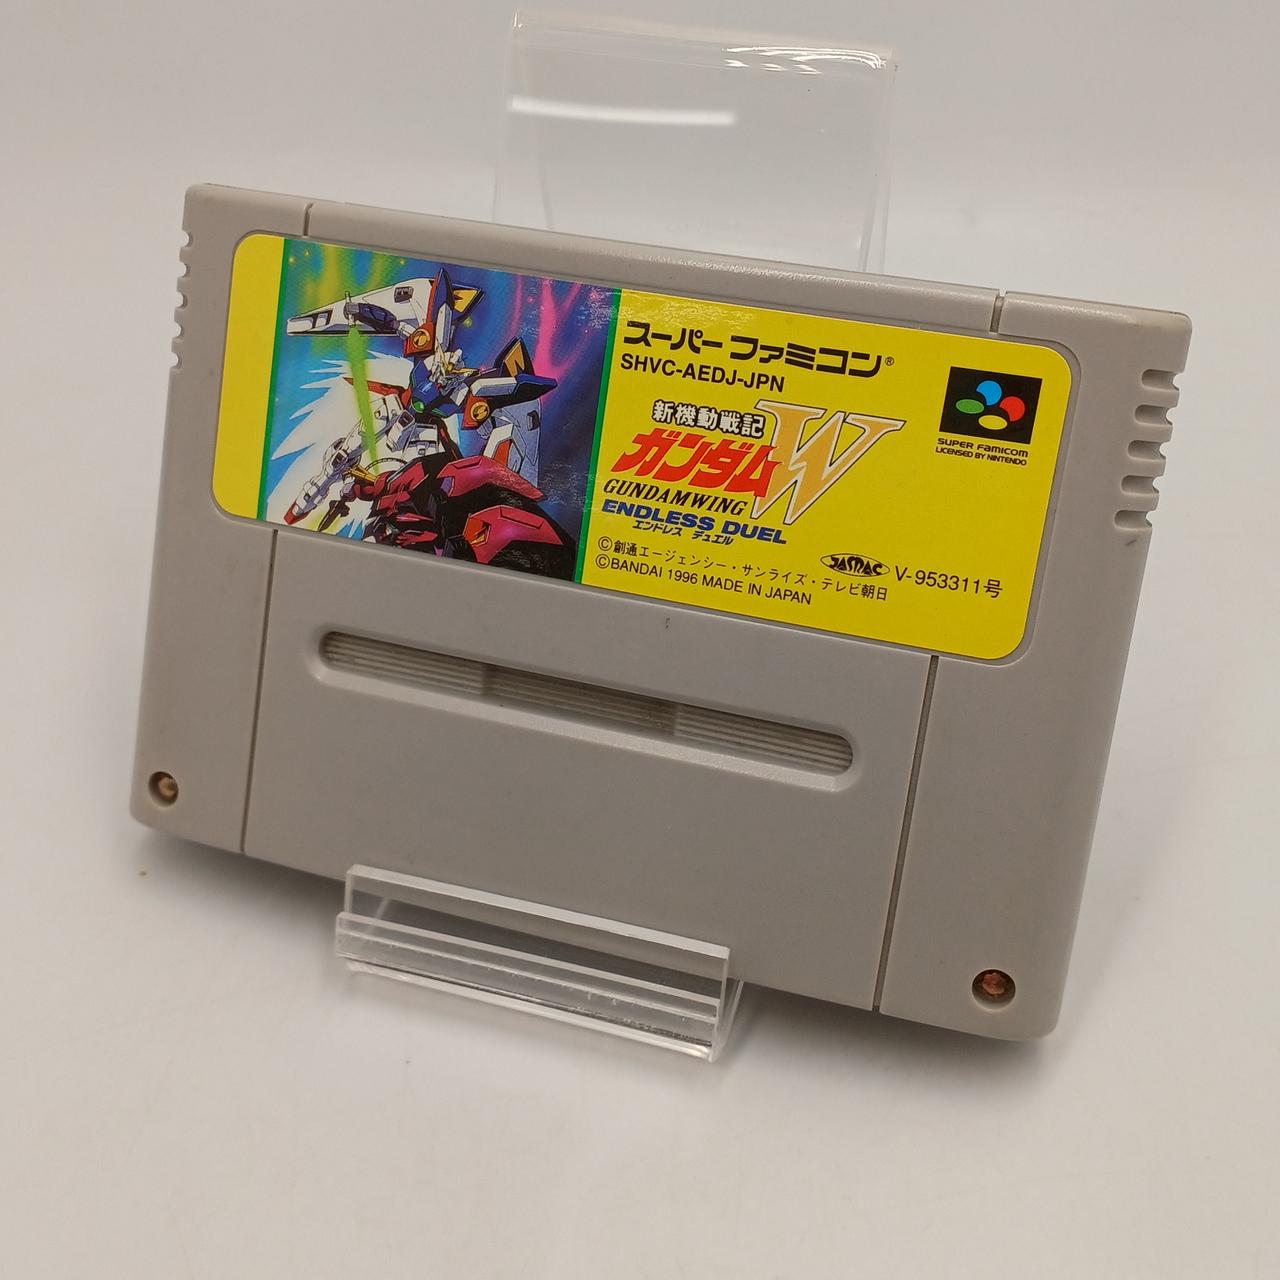 スーパーファミコン®
SHVC-AEDJ-JPN
新機動戦記
ガンダムW
GUNDAMWING
ENDLESS DUEL
エンドレス デュエル
©創通エージェンシー・サンライズ・テレビ朝日
©BANDAI 1996 MADE IN JAPAN
JASRAC V-953311号
SUPER FAMICOM
LICENSED BY NINTENDO